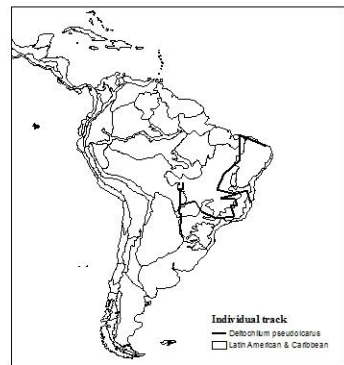 Individual track
Deltochilum pseudoicarus
Latin American & Caribbean